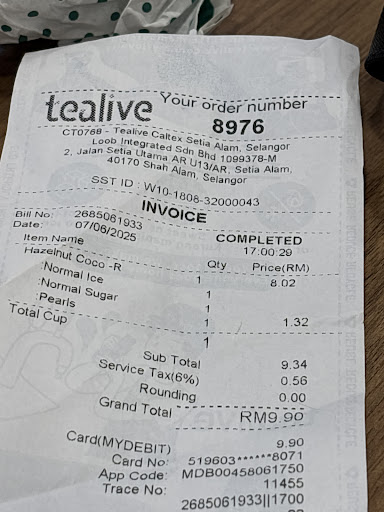 tealive
Your order number
8976
CT0768 - Tealive Caltex Setia Alam, Selangor
Loob Integrated Sdn Bhd 1099378-M
2, Jalan Setia Utama AR U13/AR, Setia Alam,
40170 Shah Alam, Selangor
SST ID : W10-1808-32000043
INVOICE
Bill No: 2685061933 COMPLETED
Date: 07/06/2025 17:00:29
Item Name Qty Price(RM)
Hazelnut Coco -R 1 8.02
:Normal Ice 1
:Normal Sugar 1
:Pearls 1 1.32
Total Cup 1
Sub Total 9.34
Service Tax(6%) 0.56
Rounding 0.00
Grand Total RM9.90
Card(MYDEBIT) 9.90
Card No: 519603******8071
App Code: MDB00458061750
Trace No: 11455
2685061933||1700